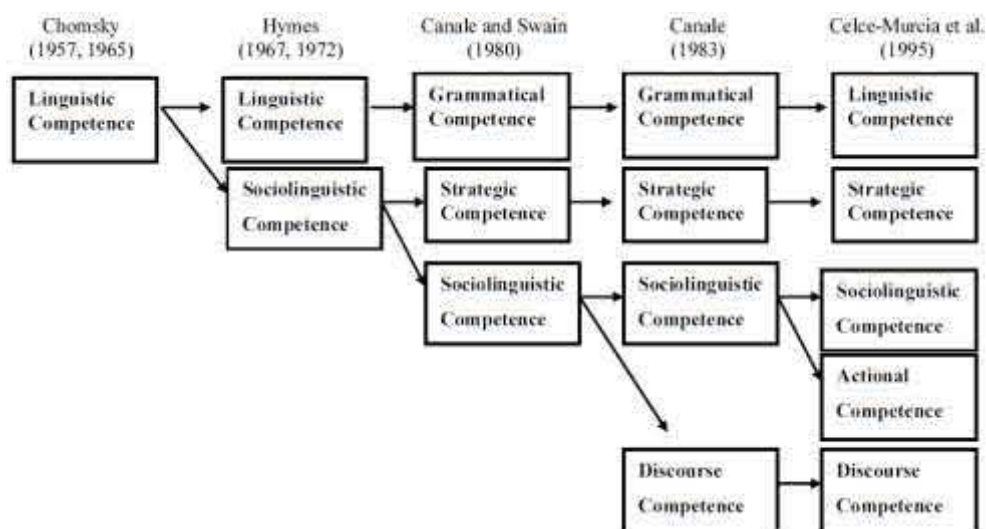 Chomsky
(1957, 1965)
Hymes
(1967, 1972)
Canale and Swain
(1980)
Canale
(1983)
Celce-Murcia et al.
(1995)
Linguistic
Competence
Linguistic
Competence
Grammatical
Competence
Grammatical
Competence
Linguistic
Competence
Sociolinguistic
Competence
Strategic
Competence
Strategic
Competence
Strategic
Competence
Sociolinguistic
Competence
Sociolinguistic
Competence
Sociolinguistic
Competence
Actional
Competence
Discourse
Competence
Discourse
Competence